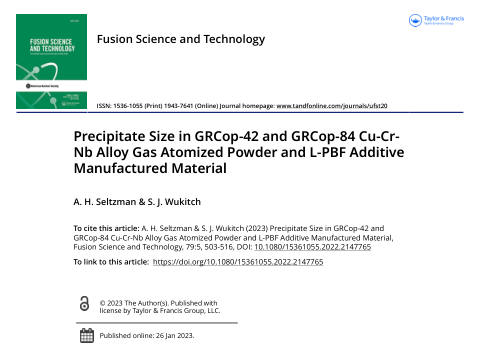 Taylor & Francis
FUSION SCIENCE
AND TECHNOLOGY
Fusion Science and Technology
ISSN: 1536-1055 (Print) 1943-7641 (Online) Journal homepage: www.tandfonline.com/journals/ufst20
Precipitate Size in GRCop-42 and GRCop-84 Cu-Cr-
Nb Alloy Gas Atomized Powder and L-PBF Additive
Manufactured Material
A. H. Seltzman & S. J. Wukitch
To cite this article: A. H. Seltzman & S. J. Wukitch (2023) Precipitate Size in GRCop-42 and
GRCop-84 Cu-Cr-Nb Alloy Gas Atomized Powder and L-PBF Additive Manufactured Material,
Fusion Science and Technology, 79:5, 503-516, DOI: 10.1080/15361055.2022.2147765
To link to this article: https://doi.org/10.1080/15361055.2022.2147765
© 2023 The Author(s). Published with
license by Taylor & Francis Group, LLC.
Published online: 26 Jan 2023.